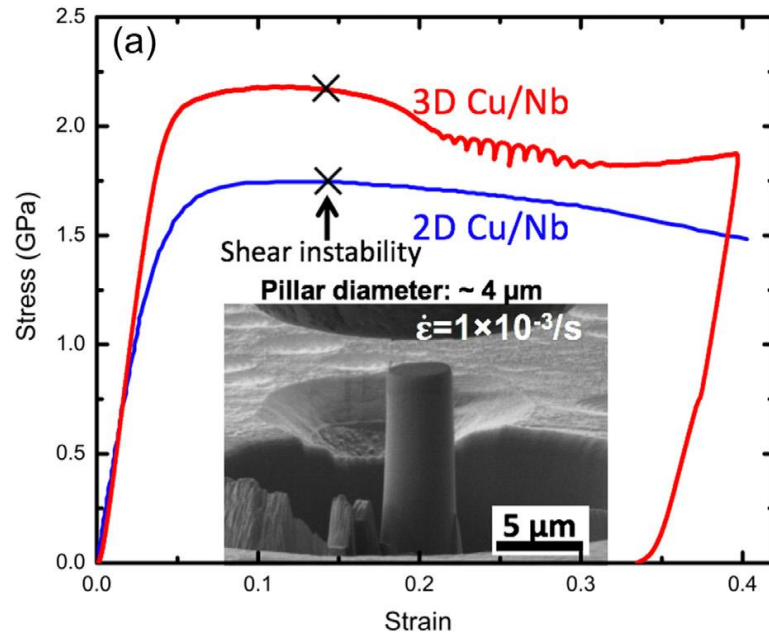 (a)
2.5
2.0
1.5
1.0
0.5
0.0
Stress (GPa)
3D Cu/Nb
2D Cu/Nb
Shear instability
Pillar diameter: ~ 4 μm
ε̇=1×10⁻³/s
5 μm
0.0 0.1 0.2 0.3 0.4
Strain